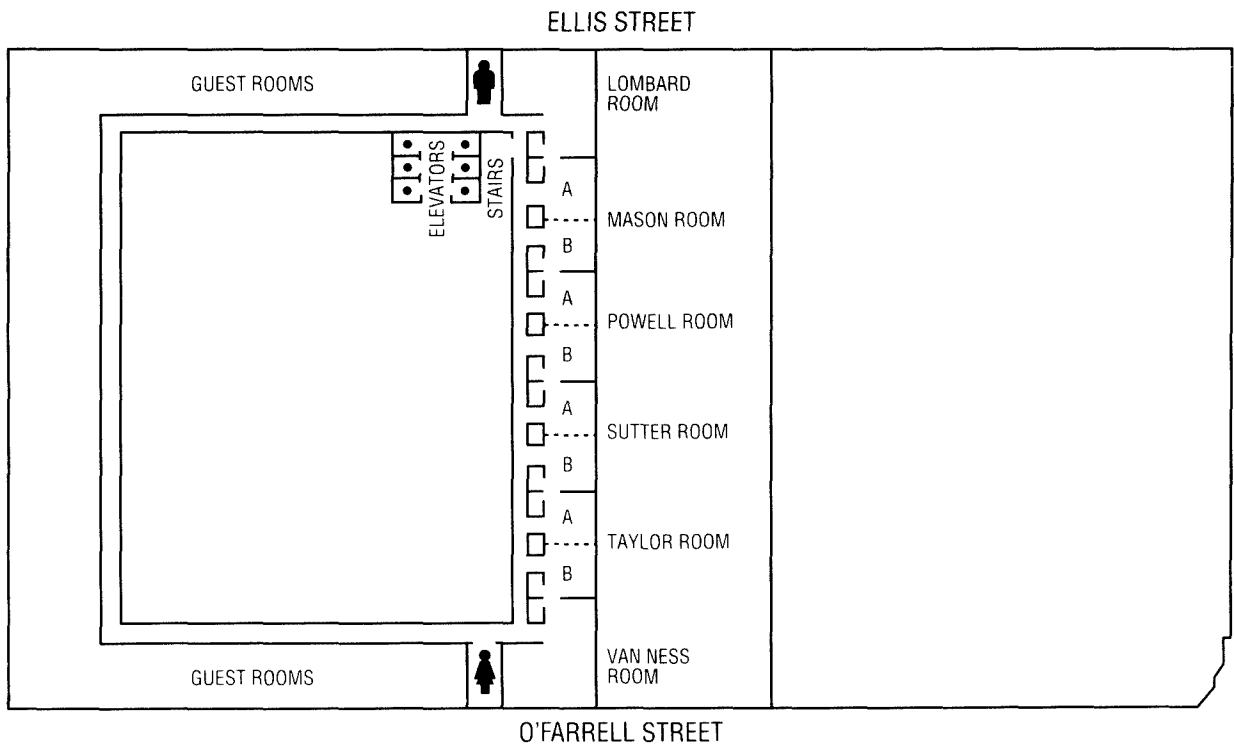 ELLIS STREET
GUEST ROOMS
LOMBARD
ROOM
ELEVATORS
STAIRS
A
MASON ROOM
B
A
POWELL ROOM
B
A
SUTTER ROOM
B
A
TAYLOR ROOM
B
GUEST ROOMS
VAN NESS
ROOM
O'FARRELL STREET